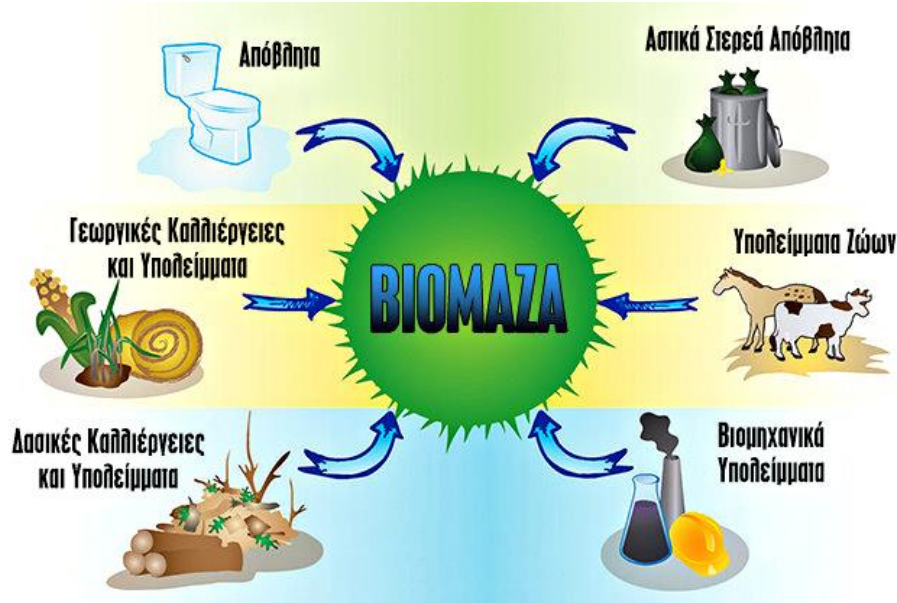 Απόβλητα
Αστικά Στερεά Απόβλητα
Γεωργικές Καλλιέργειες
και Υπολείμματα
ΒΙΟΜΑΖΑ
Υπολείμματα Ζώων
Δασικές Καλλιέργειες
και Υπολείμματα
Βιομηχανικά
Υπολείμματα